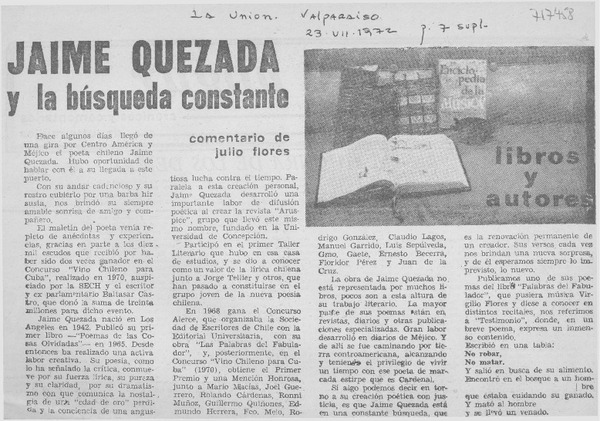 La Union. Valparaíso
23-VII-1972 p. 7 supl.
717458
JAIME QUEZADA
y la búsqueda constante
comentario de
julio flores
Hace algunos días llegó de
una gira por Centro América y
Méjico el poeta chileno Jaime
Quezada. Hubo oportunidad de
hablar con él a su llegada a este
puerto.
Con su andar cadencioso y su
rostro cubierto por una barba hir
suta, nos brindó su siempre
amable sonrisa de amigo y com-
pañero.
El maletín del poeta venía rep-
leto de anécdotas y experien-
cias, gracias en parte a los diez
mil escudos que recibió por ha-
ber sido dos veces ganador en el
Concurso "Vino Chileno para
Cuba", realizado en 1970, auspi-
ciado por la SECH y el escritor
y ex parlamentario Baltasar Cas-
tro, que donó la suma de treinta
millones para dicho evento.
Jaime Quezada nació en Los
Angeles en 1942. Publicó su pri-
mer libro —"Poemas de las Co-
sas Olvidadas"— en 1965. Desde
entonces ha realizado una activa
labor creativa. Su poesía, como
lo ha señalado la crítica, conmue-
ve por su fuerza lírica, su pureza
y su claridad, por su dramatis-
mo con que comunica la nostal-
gia de una "edad de oro" perdi-
da y la conciencia de una angus-
tiosa lucha contra el tiempo. Pa-
ralela a esta creación personal,
Jaime Quezada desarrolló una
importante labor de difusión
poética al crear la revista "Arus-
pice", grupo que llevó este mis-
mo nombre, fundado en la Uni-
versidad de Concepción.
Participó en el primer Taller
Literario que hubo en esa casa
de estudios, y se dio a conocer
como un valor de la lírica chilena
junto a Jorge Teillier y otros, que
han pasado a constituirse en el
grupo joven de la nueva poesía
chilena.
En 1968 gana el Concurso
Alerce, que organizaba la Socie-
dad de Escritores de Chile con la
Editorial Universitaria, con su
obra "Las Palabras del Fabula-
dor", y, posteriormente, en el
Concurso "Vino Chileno para Cu-
ba" (1970), obtiene el Primer
Premio y una Mención Honrosa,
junto a Mario Macías, Joel Gue-
rrero, Rolando Cárdenas, Ronni
Muñoz, Guillermo Quiñones, Ed-
mundo Herrera, Fco. Melo, Ro-
Enciclopedia
de la
libros
y
autores
drigo González, Claudio Lagos,
Manuel Garrido, Luis Sepúlveda,
Gmo, Gaete, Ernesto Becerra,
Floridor Pérez y Juan de la
Cruz.
La obra de Jaime Quezada no
está representada por muchos li-
bros, pocos son a esta altura de
su trabajo literario. La mayor
parte de sus poemas están en
revistas, diarios y otras publica-
ciones especializadas. Gran labor
desarrolló en diarios de Méjico. Y
de allí se fue caminando por tie-
rra centroamericana, alcanzando
y teniendo el privilegio de vivir
un tiempo con ese poeta de mar-
cada estirpe que es Cardenal.
Si algo podemos decir en tor-
no a su creación poética con jus-
ticia, es que Jaime Quezada está
en una constante búsqueda, que
es la renovación permanente de
un creador. Sus versos cada vez
nos brindan una nueva sorpresa,
y de él esperamos siempre lo im-
previsto, lo nuevo.
Publicamos uno de sus poe-
mas del libro "Palabras del Fabu-
lador", que pusiera música Vir-
gilio Flores y diese a conocer en
distintos recitales, nos referimos
a "Testimonio", donde, en un
breve poema, expresa un inmen-
so contenido.
Escribió en una tabla:
No robar,
No matar.
Y salió en busca de su alimento.
Encontró en el bosque a un hom-
| bre
que estaba cuidando su ganado.
Y mató al hombre
y se llevó un venado.